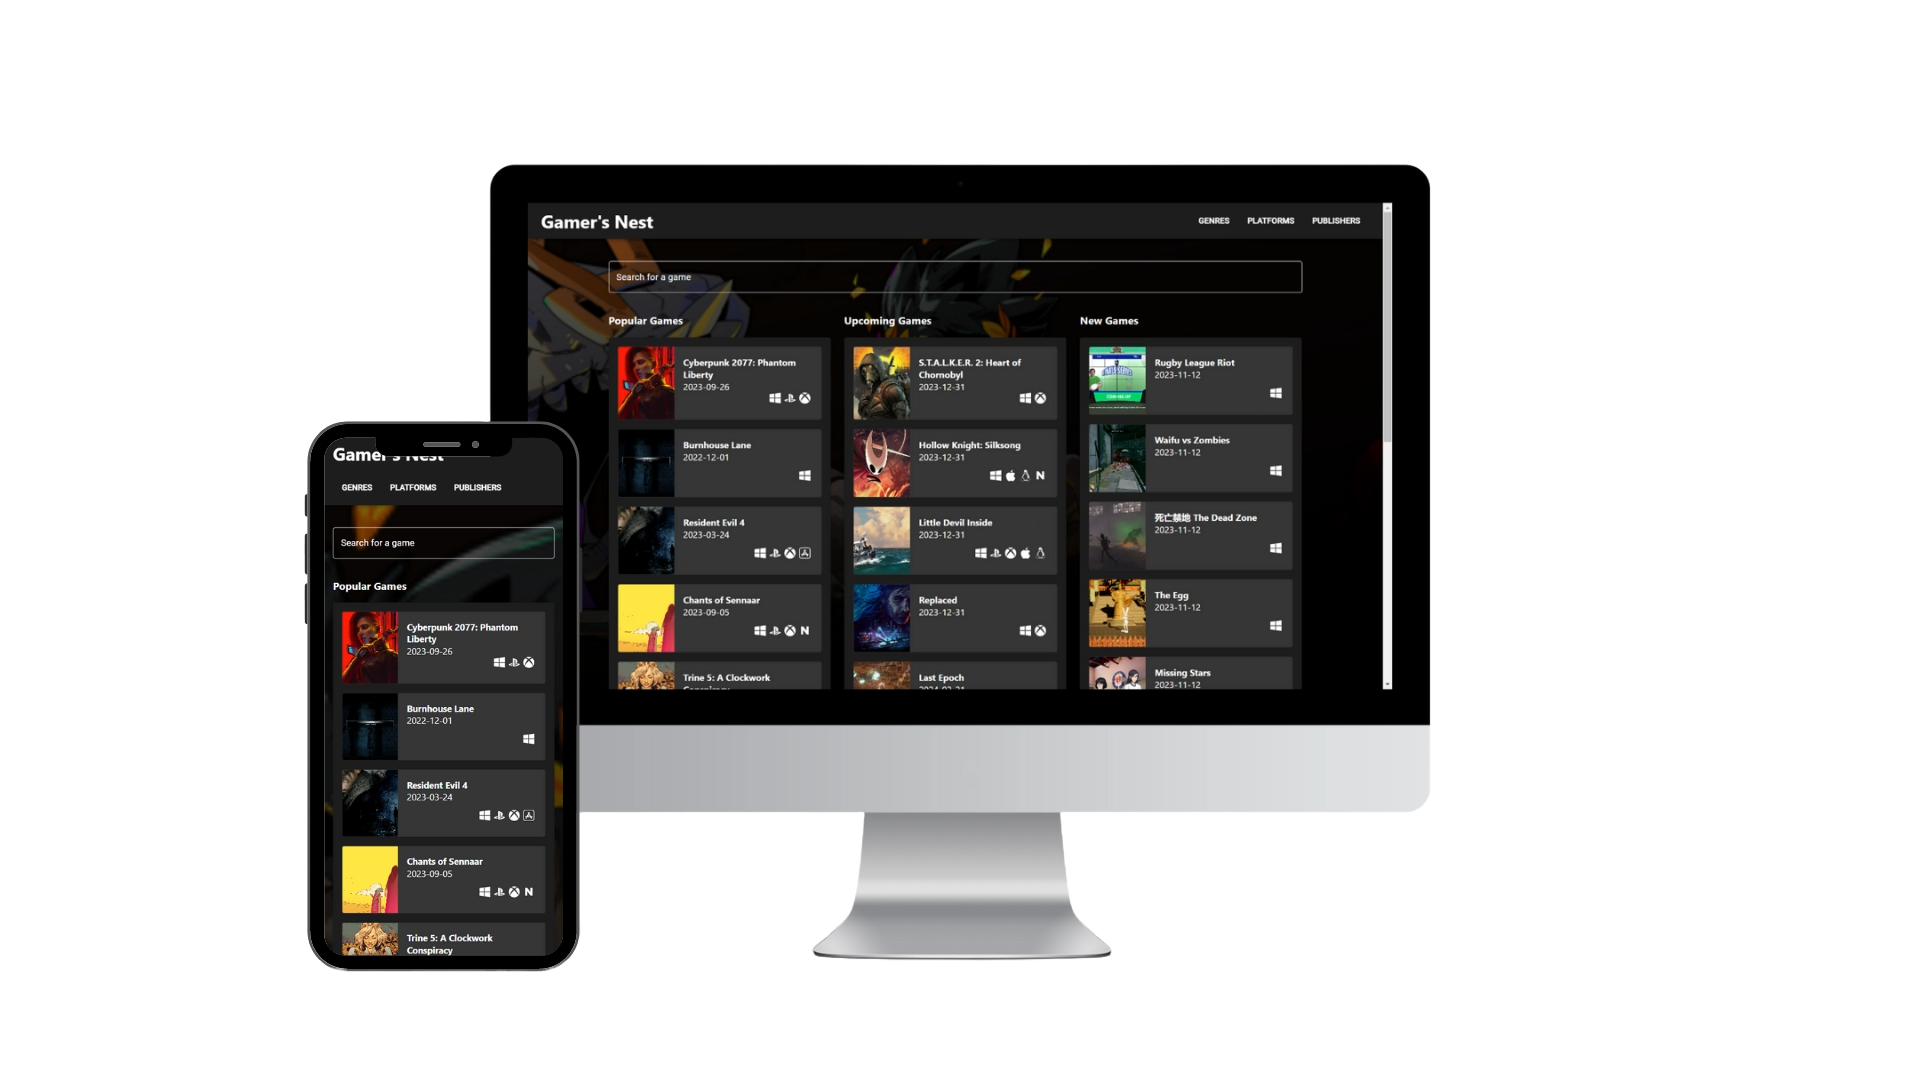 Gamer's Nest
GENRES PLATFORMS PUBLISHERS
Search for a game
Popular Games
Cyberpunk 2077: Phantom
Liberty
2023-09-26
Burnhouse Lane
2022-12-01
Resident Evil 4
2023-03-24
Chants of Sennaar
2023-09-05
Trine 5: A Clockwork
Conspiracy
Upcoming Games
S.T.A.L.K.E.R. 2: Heart of
Chornobyl
2023-12-31
Hollow Knight: Silksong
2023-12-31
Little Devil Inside
2023-12-31
Replaced
2023-12-31
Last Epoch
New Games
Rugby League Riot
2023-11-12
Waifu vs Zombies
2023-11-12
死亡禁地 The Dead Zone
2023-11-12
The Egg
2023-11-12
Missing Stars
2023-11-12
Gamer's Nest
GENRES PLATFORMS PUBLISHERS
Search for a game
Popular Games
Cyberpunk 2077: Phantom
Liberty
2023-09-26
Burnhouse Lane
2022-12-01
Resident Evil 4
2023-03-24
Chants of Sennaar
2023-09-05
Trine 5: A Clockwork
Conspiracy